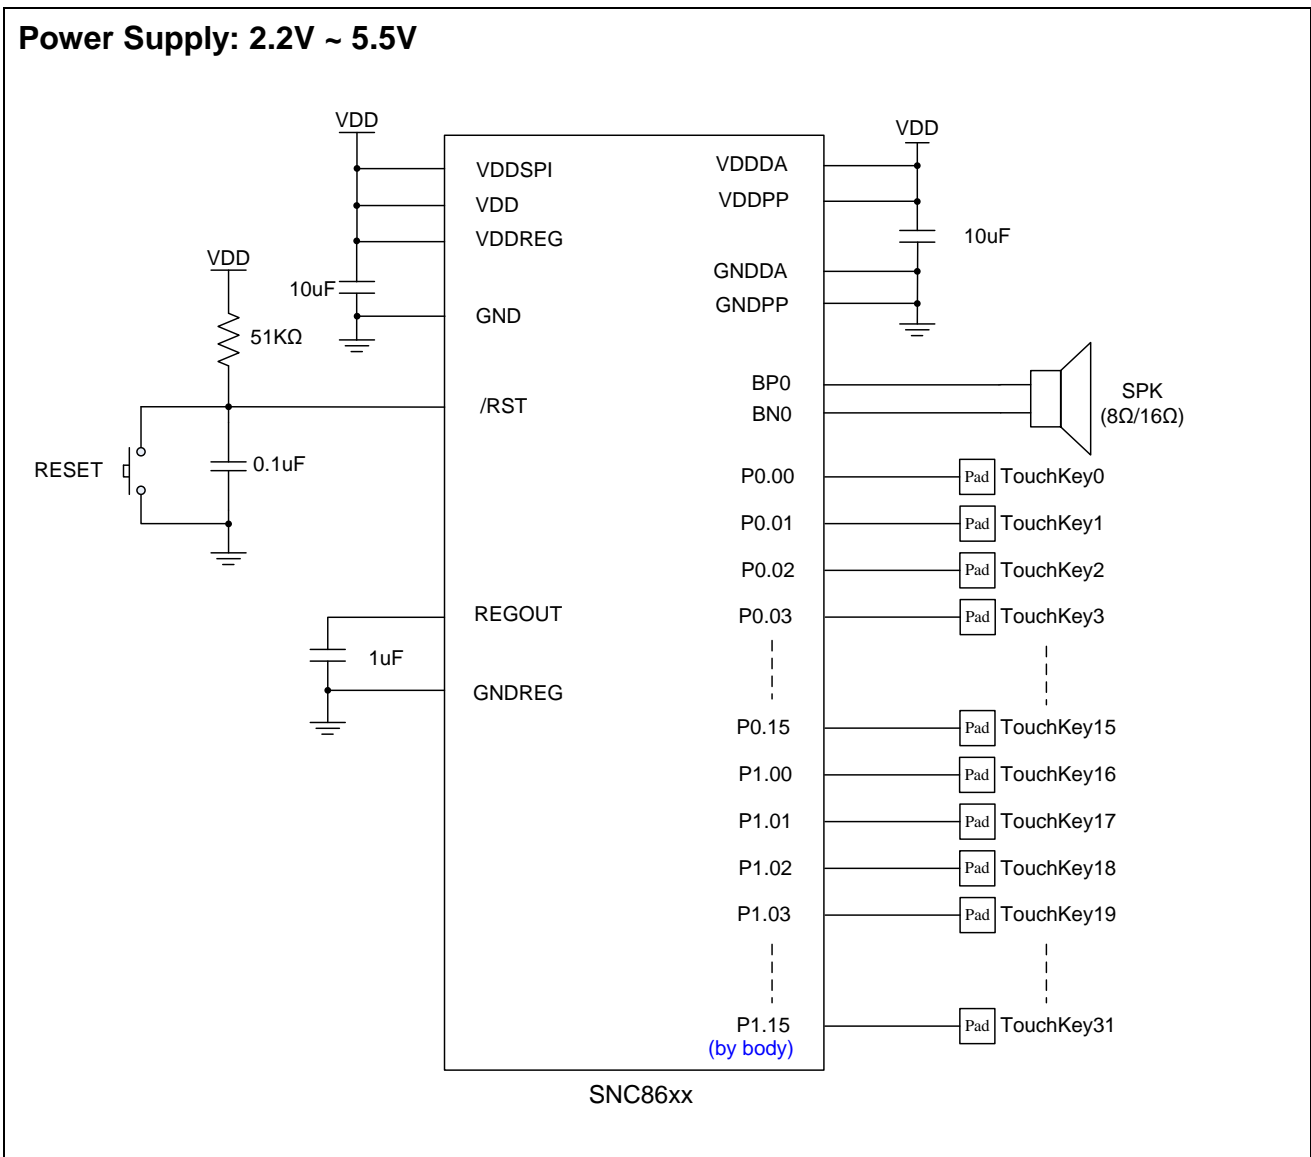 Power Supply: 2.2V ~ 5.5V
VDD
VDD
VDDSPI
VDDDA
VDD
VDDPP
VDDREG
VDD
10uF
10uF
GNDDA
GNDPP
GND
51KΩ
/RST
BP0
BN0
SPK
(8Ω/16Ω)
RESET
0.1uF
P0.00
Pad
TouchKey0
P0.01
Pad
TouchKey1
P0.02
Pad
TouchKey2
REGOUT
P0.03
Pad
TouchKey3
1uF
GNDREG
P0.15
Pad
TouchKey15
P1.00
Pad
TouchKey16
P1.01
Pad
TouchKey17
P1.02
Pad
TouchKey18
P1.03
Pad
TouchKey19
P1.15
Pad
TouchKey31
(by body)
SNC86xx